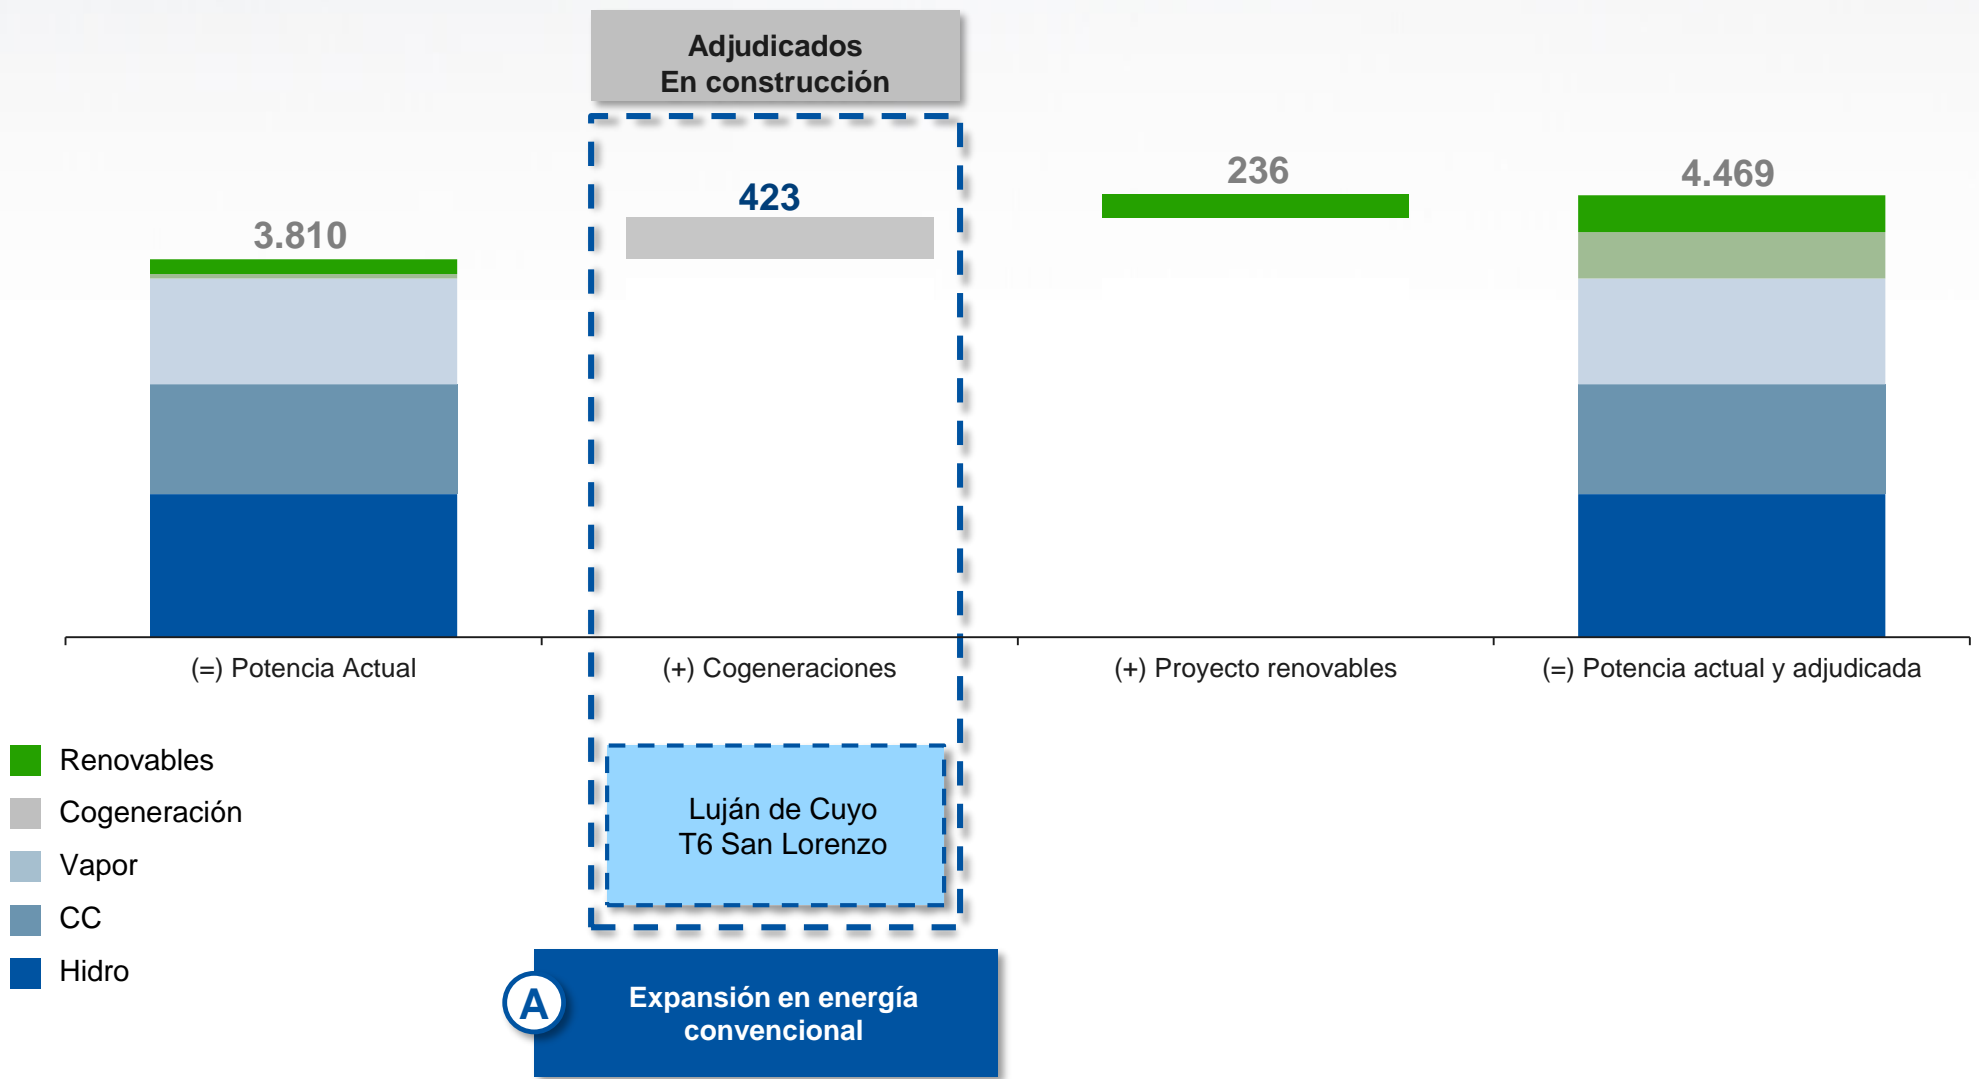 Adjudicados
En construcción
3.810
423
236
4.469
(=) Potencia Actual
(+) Cogeneraciones
(+) Proyecto renovables
(=) Potencia actual y adjudicada
Renovables
Cogeneración
Vapor
CC
Hidro
Luján de Cuyo
T6 San Lorenzo
A
Expansión en energía
convencional